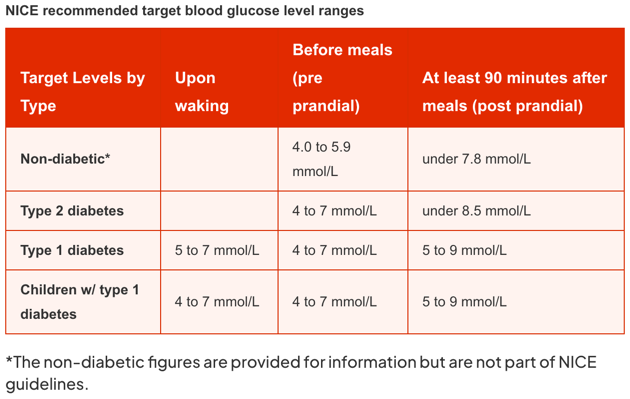 NICE recommended target blood glucose level ranges
Target Levels by
Type
Upon
waking
Before meals
(pre
prandial)
At least 90 minutes after
meals (post prandial)
Non-diabetic*
4.0 to 5.9
mmol/L
under 7.8 mmol/L
Type 2 diabetes
4 to 7 mmol/L
under 8.5 mmol/L
Type 1 diabetes
5 to 7 mmol/L
4 to 7 mmol/L
5 to 9 mmol/L
Children w/ type 1
diabetes
4 to 7 mmol/L
4 to 7 mmol/L
5 to 9 mmol/L
*The non-diabetic figures are provided for information but are not part of NICE
guidelines.